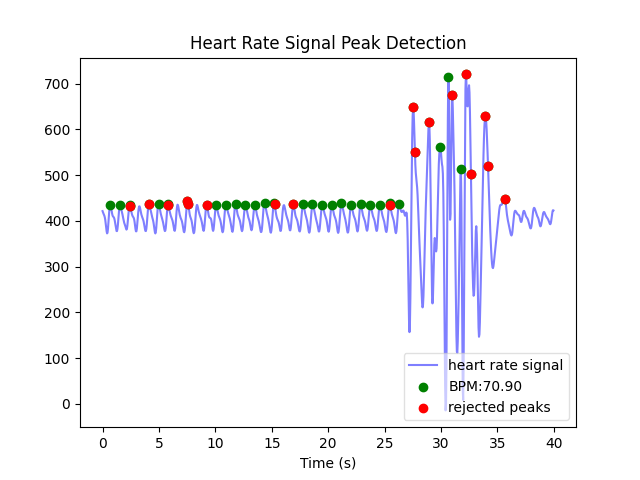 Heart Rate Signal Peak Detection
700
600
500
400
300
200
100
0
heart rate signal
BPM:70.90
rejected peaks
0 5 10 15 20 25 30 35 40
Time (s)